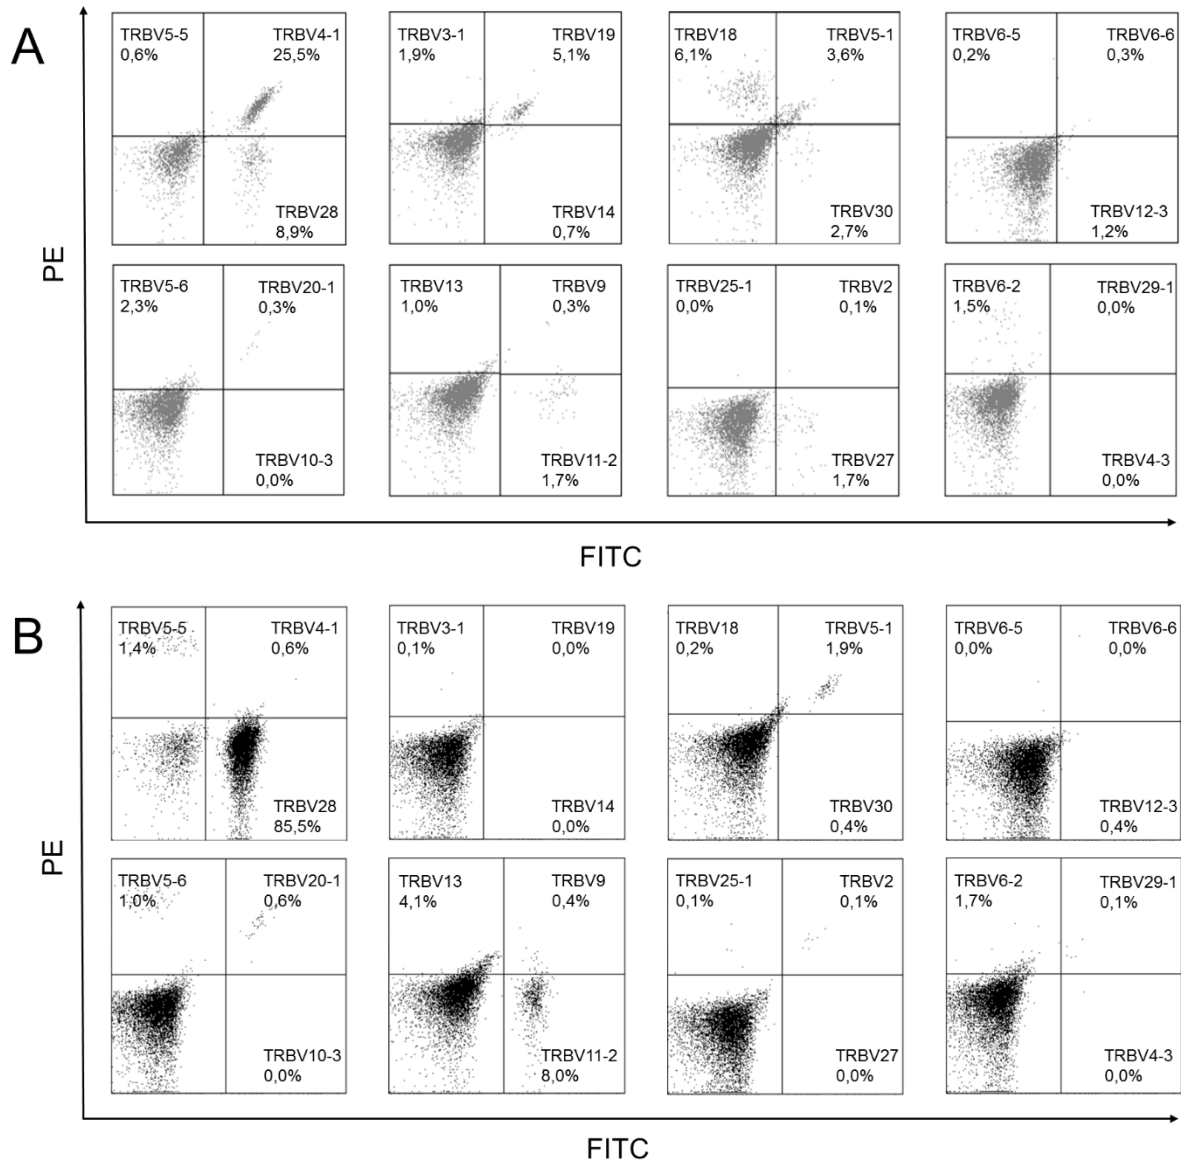 A
TRBV5-5 TRBV4-1
0,6% 25,5%
TRBV28
8,9%
TRBV3-1 TRBV19
1,9% 5,1%
TRBV14
0,7%
TRBV18 TRBV5-1
6,1% 3,6%
TRBV30
2,7%
TRBV6-5 TRBV6-6
0,2% 0,3%
TRBV12-3
1,2%
PE
TRBV5-6 TRBV20-1
2,3% 0,3%
TRBV10-3
0,0%
TRBV13 TRBV9
1,0% 0,3%
TRBV11-2
1,7%
TRBV25-1 TRBV2
0,0% 0,1%
TRBV27
1,7%
TRBV6-2 TRBV29-1
1,5% 0,0%
TRBV4-3
0,0%
FITC
B
TRBV5-5 TRBV4-1
1,4% 0,6%
TRBV28
85,5%
TRBV3-1 TRBV19
0,1% 0,0%
TRBV14
0,0%
TRBV18 TRBV5-1
0,2% 1,9%
TRBV30
0,4%
TRBV6-5 TRBV6-6
0,0% 0,0%
TRBV12-3
0,4%
PE
TRBV5-6 TRBV20-1
1,0% 0,6%
TRBV10-3
0,0%
TRBV13 TRBV9
4,1% 0,4%
TRBV11-2
8,0%
TRBV25-1 TRBV2
0,1% 0,1%
TRBV27
0,0%
TRBV6-2 TRBV29-1
1,7% 0,1%
TRBV4-3
0,0%
FITC